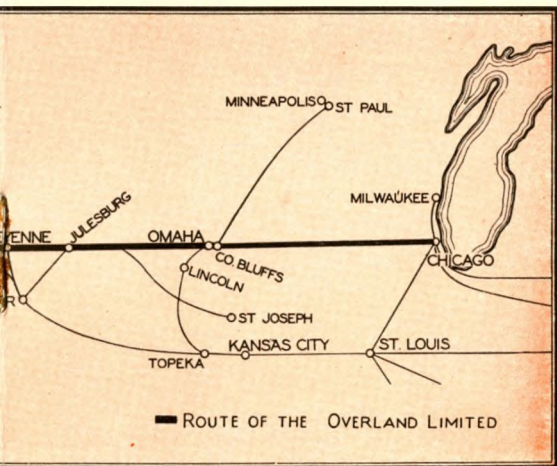 MINNEAPOLIS
ST PAUL
MILWAUKEE
EYENNE
JULESBURG
OMAHA
CO. BLUFFS
CHICAGO
LINCOLN
R
ST JOSEPH
TOPEKA
KANSAS CITY
ST. LOUIS
ROUTE OF THE OVERLAND LIMITED